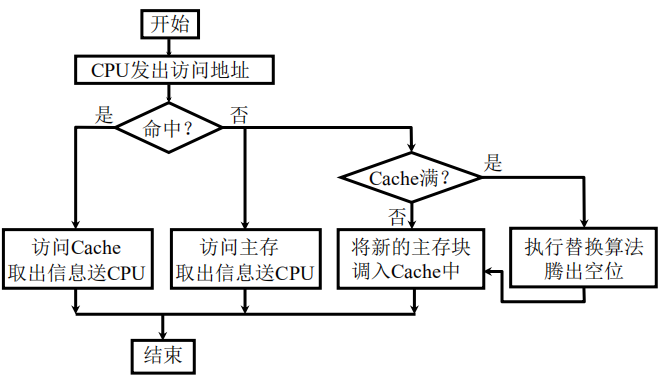 开始
CPU发出访问地址
是
否
命中？
Cache满？
是
否
访问Cache
取出信息送CPU
访问主存
取出信息送CPU
将新的主存块
调入Cache中
执行替换算法
腾出空位
结束